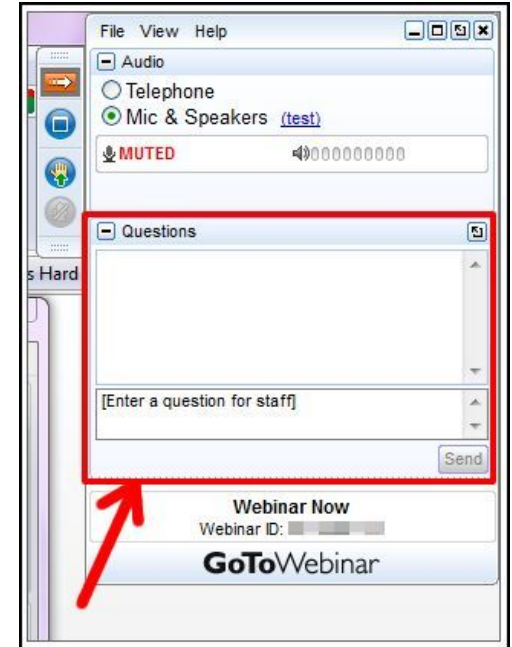 File View Help
Audio
Telephone
Mic & Speakers (test)
MUTED
Questions
s Hard
[Enter a question for staff]
Send
Webinar Now
Webinar ID:
GoToWebinar